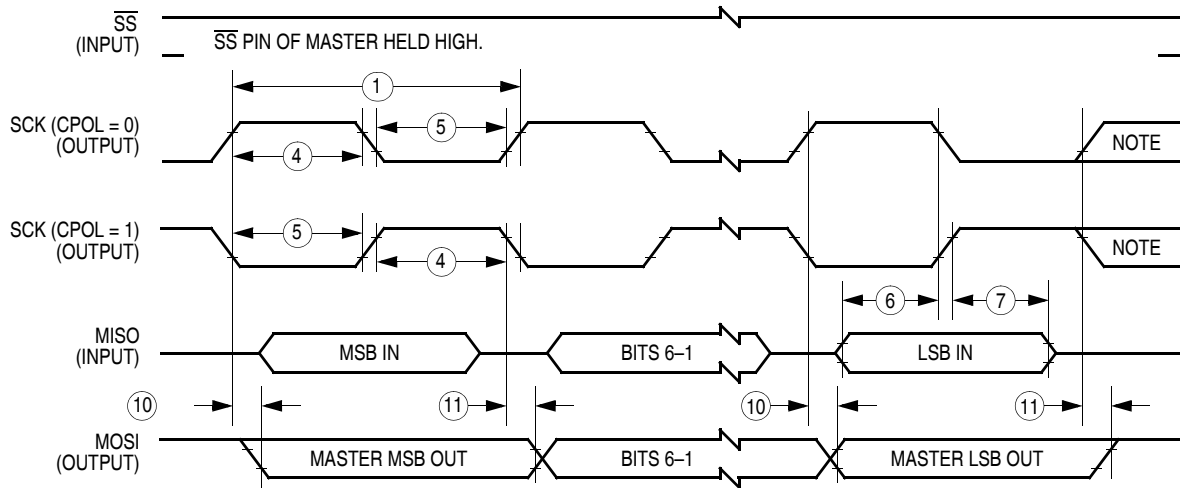 SS
(INPUT)
SS PIN OF MASTER HELD HIGH.
1
SCK (CPOL = 0)
(OUTPUT)
5
4
NOTE
SCK (CPOL = 1)
(OUTPUT)
5
4
NOTE
6
7
MISO
(INPUT)
MSB IN
BITS 6–1
LSB IN
10
11
10
11
MOSI
(OUTPUT)
MASTER MSB OUT
BITS 6–1
MASTER LSB OUT